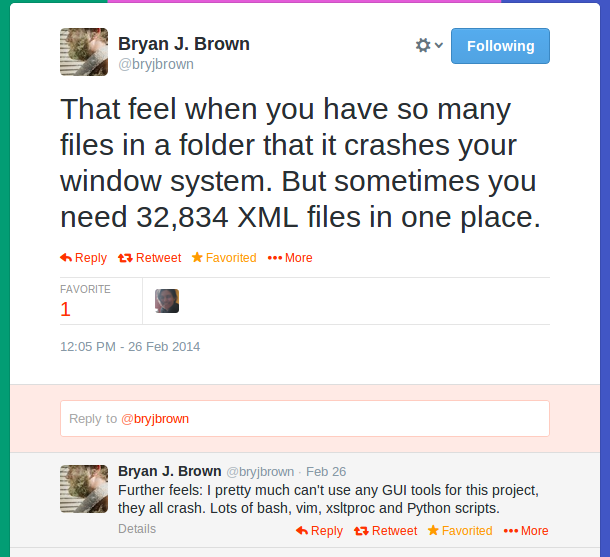 Bryan J. Brown
@bryjbrown
Following
That feel when you have so many
files in a folder that it crashes your
window system. But sometimes you
need 32,834 XML files in one place.
Reply Retweet Favorited More
FAVORITE
1
12:05 PM - 26 Feb 2014
Reply to @bryjbrown
Bryan J. Brown @bryjbrown · Feb 26
Further feels: I pretty much can't use any GUI tools for this project,
they all crash. Lots of bash, vim, xsltproc and Python scripts.
Details Reply Retweet Favorited More